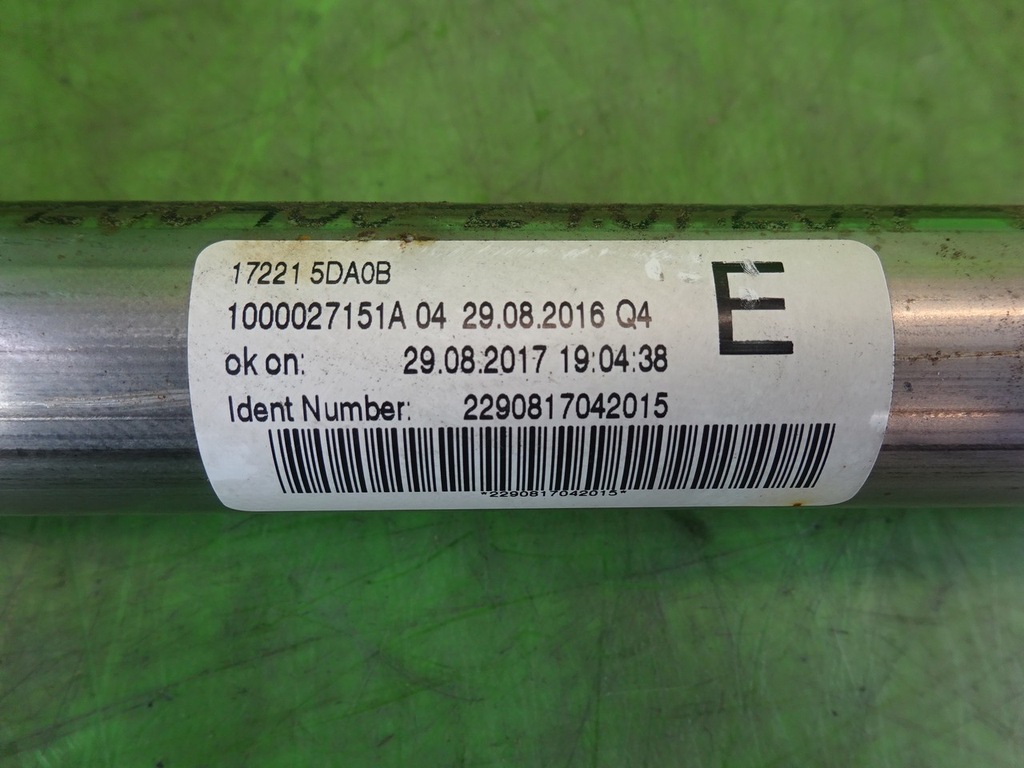 17221 5DA0B
E
1000027151A 04 29.08.2016 Q4
ok on: 29.08.2017 19:04:38
Ident Number: 2290817042015
*2290817042015*